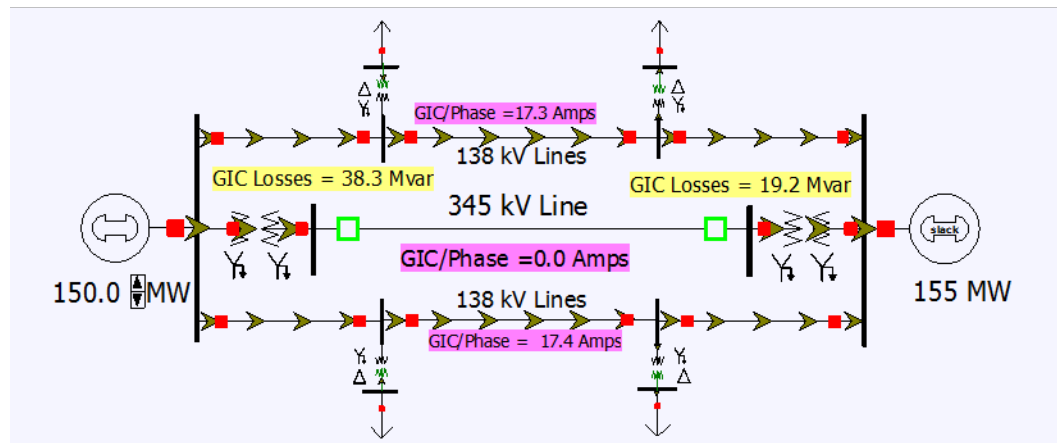 GIC/Phase =17.3 Amps
138 kV Lines
GIC Losses = 38.3 Mvar
GIC Losses = 19.2 Mvar
345 kV Line
slack
GIC/Phase =0.0 Amps
150.0 MW
138 kV Lines
155 MW
GIC/Phase = 17.4 Amps